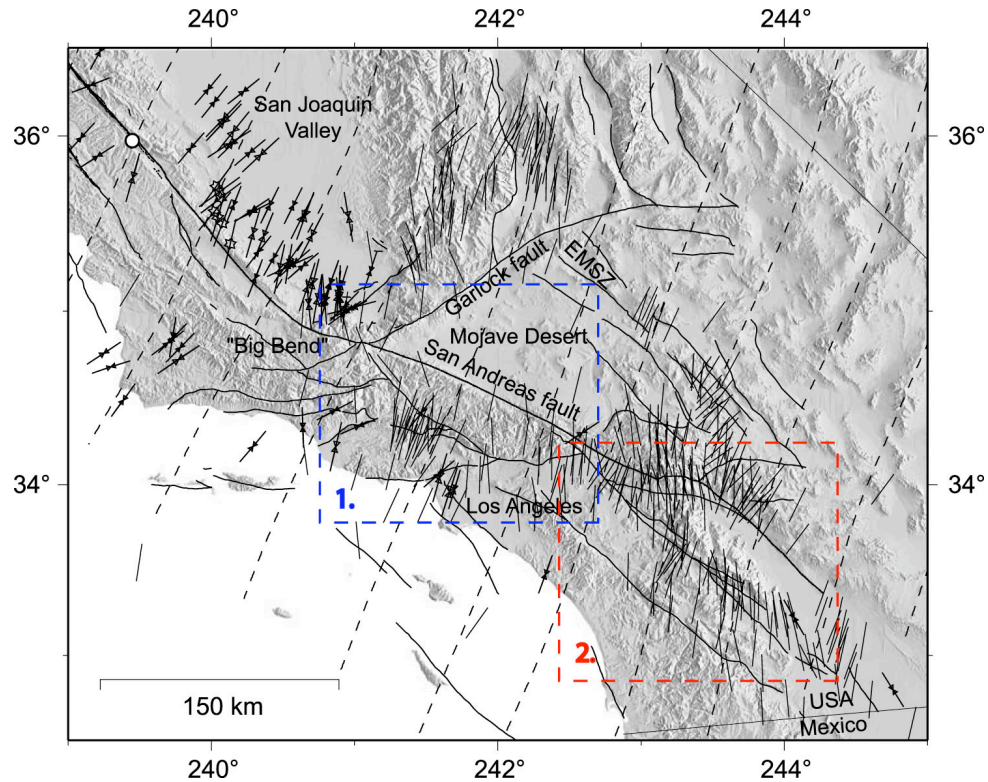 240°
242°
244°
San Joaquin
Valley
36°
36°
Garlock fault
EMSZ
"Big Bend"
Mojave Desert
San Andreas fault
34°
34°
1.
Los Angeles
2.
150 km
USA
Mexico
240°
242°
244°